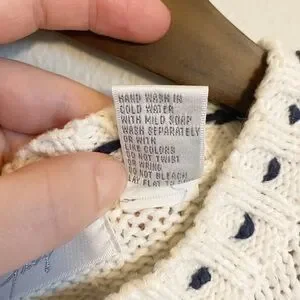 HAND WASH IN
COLD WATER
WITH MILD SOAP
WASH SEPARATELY
OR WITH
LIKE COLORS
DO NOT TWIST
OR WRING
DO NOT BLEACH
LAY FLAT TO